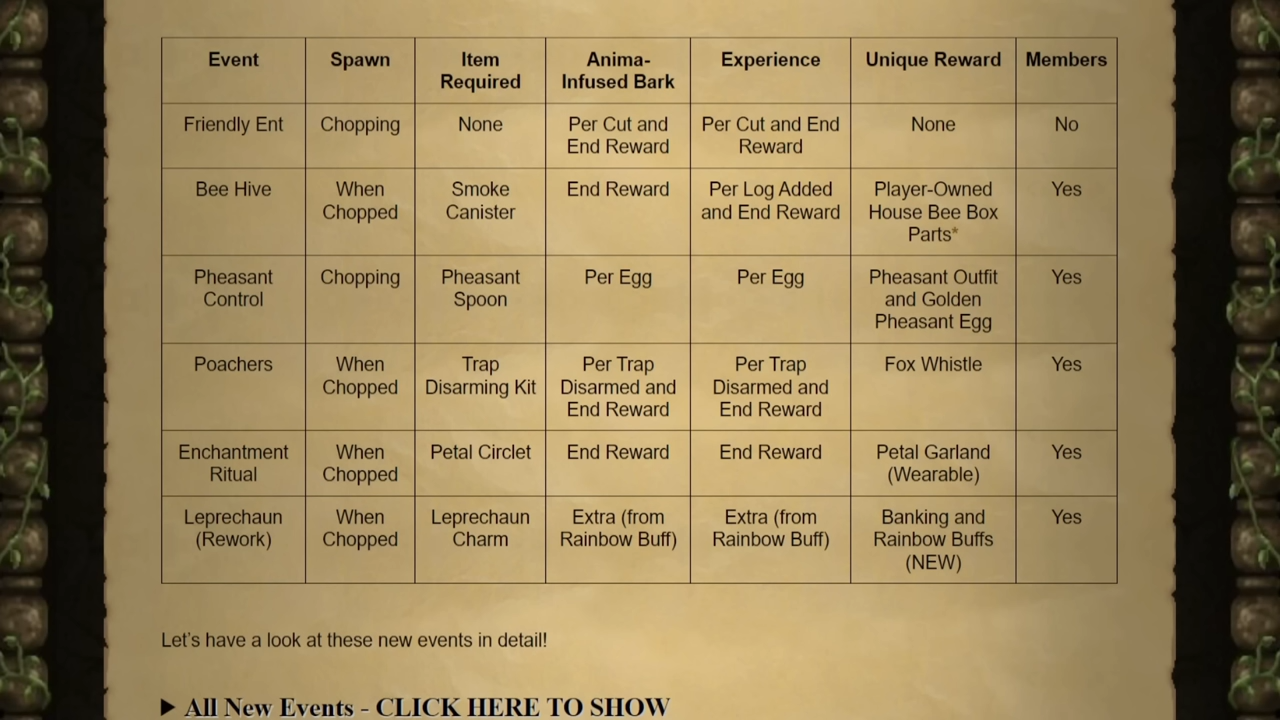 Event Spawn Item Required Anima-Infused Bark Experience Unique Reward Members
Friendly Ent Chopping None Per Cut and End Reward Per Cut and End Reward None No
Bee Hive When Chopped Smoke Canister End Reward Per Log Added and End Reward Player-Owned House Bee Box Parts* Yes
Pheasant Control Chopping Pheasant Spoon Per Egg Per Egg Pheasant Outfit and Golden Pheasant Egg Yes
Poachers When Chopped Trap Disarming Kit Per Trap Disarmed and End Reward Per Trap Disarmed and End Reward Fox Whistle Yes
Enchantment Ritual When Chopped Petal Circlet End Reward End Reward Petal Garland (Wearable) Yes
Leprechaun (Rework) When Chopped Leprechaun Charm Extra (from Rainbow Buff) Extra (from Rainbow Buff) Banking and Rainbow Buffs (NEW) Yes
Let's have a look at these new events in detail!
► All New Events - CLICK HERE TO SHOW